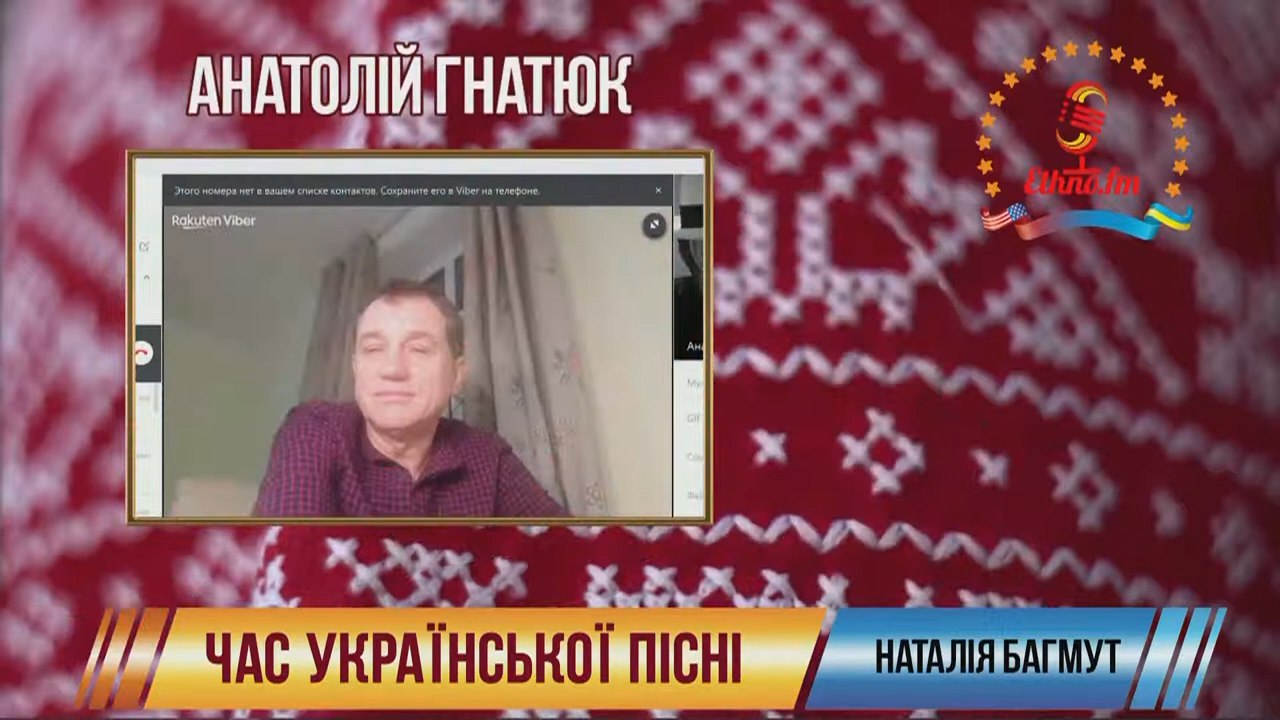 АНАТОЛІЙ ГНАТЮК
Ethno.fm
Этого номера нет в вашем списке контактов. Сохраните его в Viber на телефоне.
Rakuten Viber
ЧАС УКРАЇНСЬКОЇ ПІСНІ
НАТАЛІЯ БАГМУТ